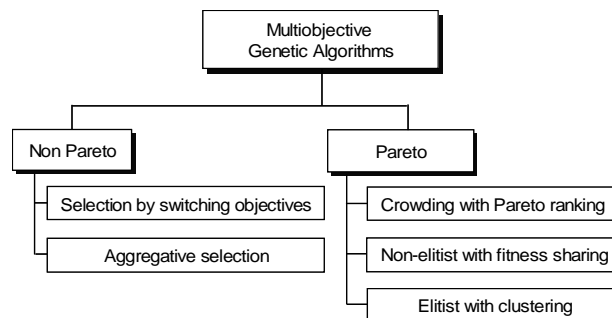 Multiobjective
Genetic Algorithms
Non Pareto
Pareto
Selection by switching objectives
Aggregative selection
Crowding with Pareto ranking
Non-elitist with fitness sharing
Elitist with clustering